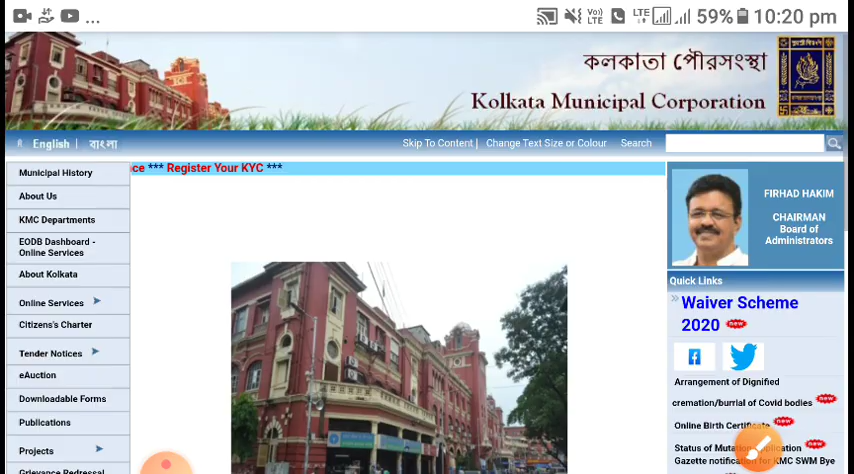 ... Vo)) LTE LTE 59% 10:20 pm
কলকাতা পৌরসংস্থা
Kolkata Municipal Corporation
English | বাংলা Skip To Content | Change Text Size or Colour Search
Municipal History
ce *** Register Your KYC ***
About Us
KMC Departments
EODB Dashboard -
Online Services
About Kolkata
Online Services
Citizens's Charter
Tender Notices
eAuction
Downloadable Forms
Publications
Projects
Grievance Redressal
FIRHAD HAKIM
CHAIRMAN
Board of
Administrators
Quick Links
Waiver Scheme
2020 new
Arrangement of Dignified
cremation/burrial of Covid bodies new
Online Birth Certificate new
Status of Mutation Application new
Gazette notification for KMC SWM Bye